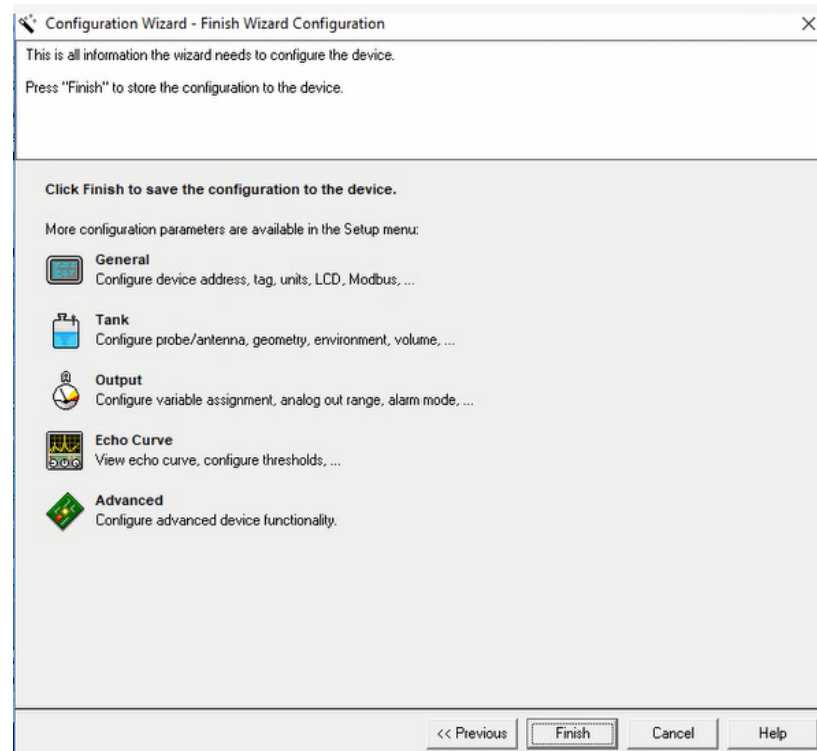 Configuration Wizard - Finish Wizard Configuration
This is all information the wizard needs to configure the device.
Press "Finish" to store the configuration to the device.
Click Finish to save the configuration to the device.
More configuration parameters are available in the Setup menu:
General
Configure device address, tag, units, LCD, Modbus, ...
Tank
Configure probe/antenna, geometry, environment, volume, ...
Output
Configure variable assignment, analog out range, alarm mode, ...
Echo Curve
View echo curve, configure thresholds, ...
Advanced
Configure advanced device functionality.
<< Previous Finish Cancel Help